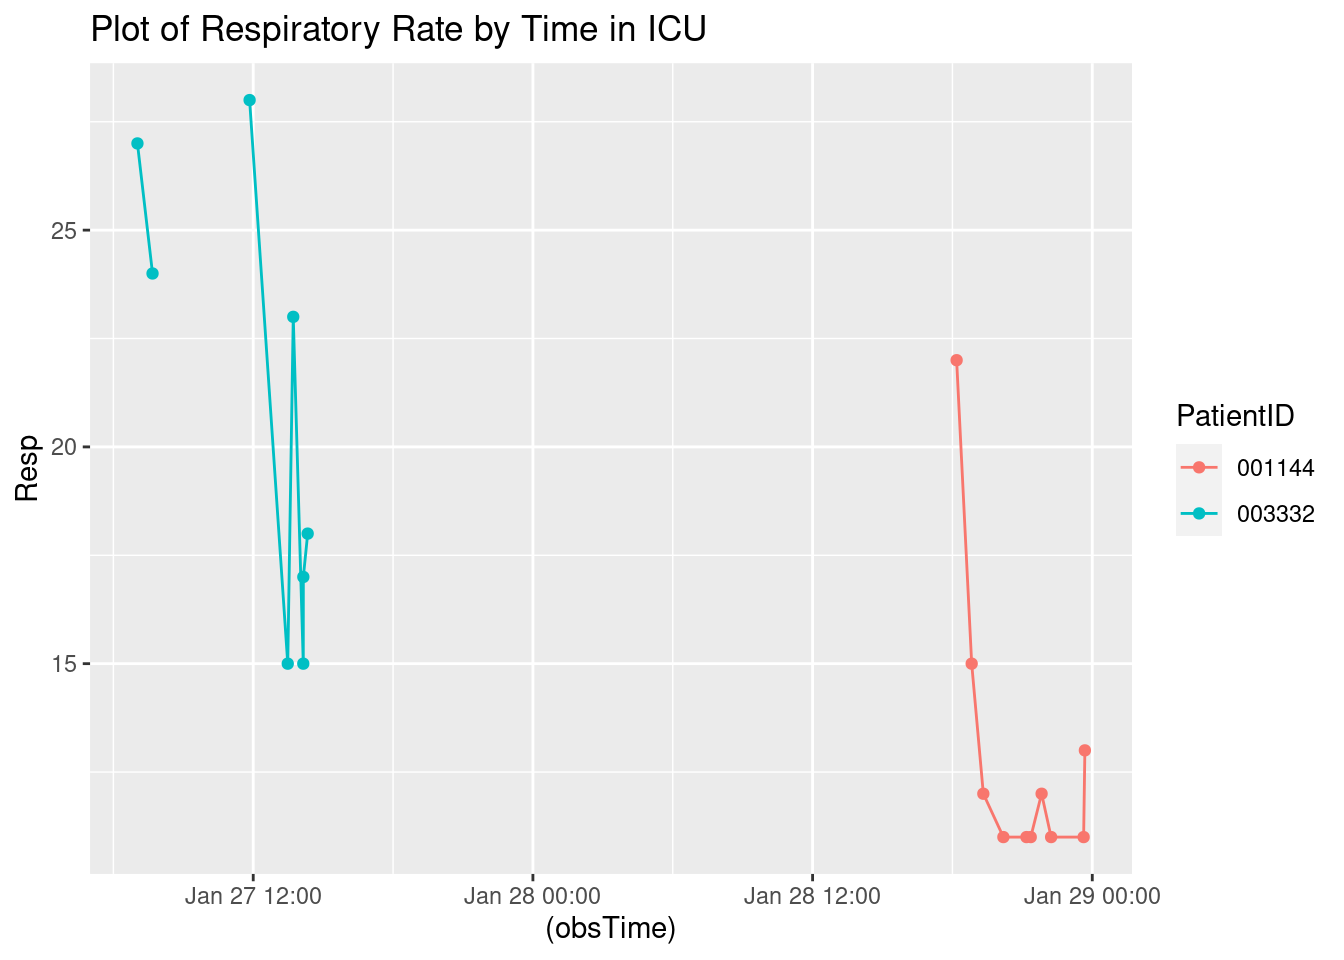 Plot of Respiratory Rate by Time in ICU
25
20
15
Resp
Jan 27 12:00
Jan 28 00:00
Jan 28 12:00
Jan 29 00:00
(obsTime)
PatientID
001144
003332